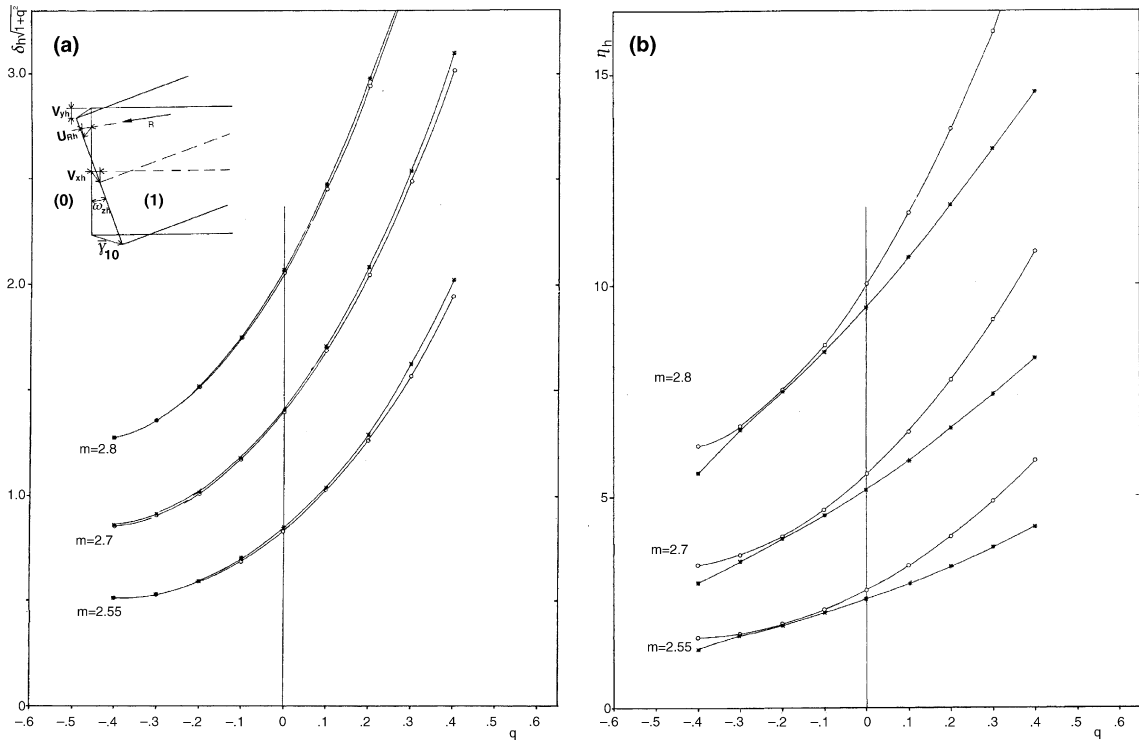 δh√1+q²
(a)
3.0
2.0
1.0
0
Vyh
URh
R
Vxh
(0)
(1)
ωzh
γ10
m=2.8
m=2.7
m=2.55
-.6 -.5 -.4 -.3 -.2 -.1 0 .1 .2 .3 .4 .5 .6
q
ηh
(b)
15
10
5
0
m=2.8
m=2.7
m=2.55
-.6 -.5 -.4 -.3 -.2 -.1 0 .1 .2 .3 .4 .5 .6
q